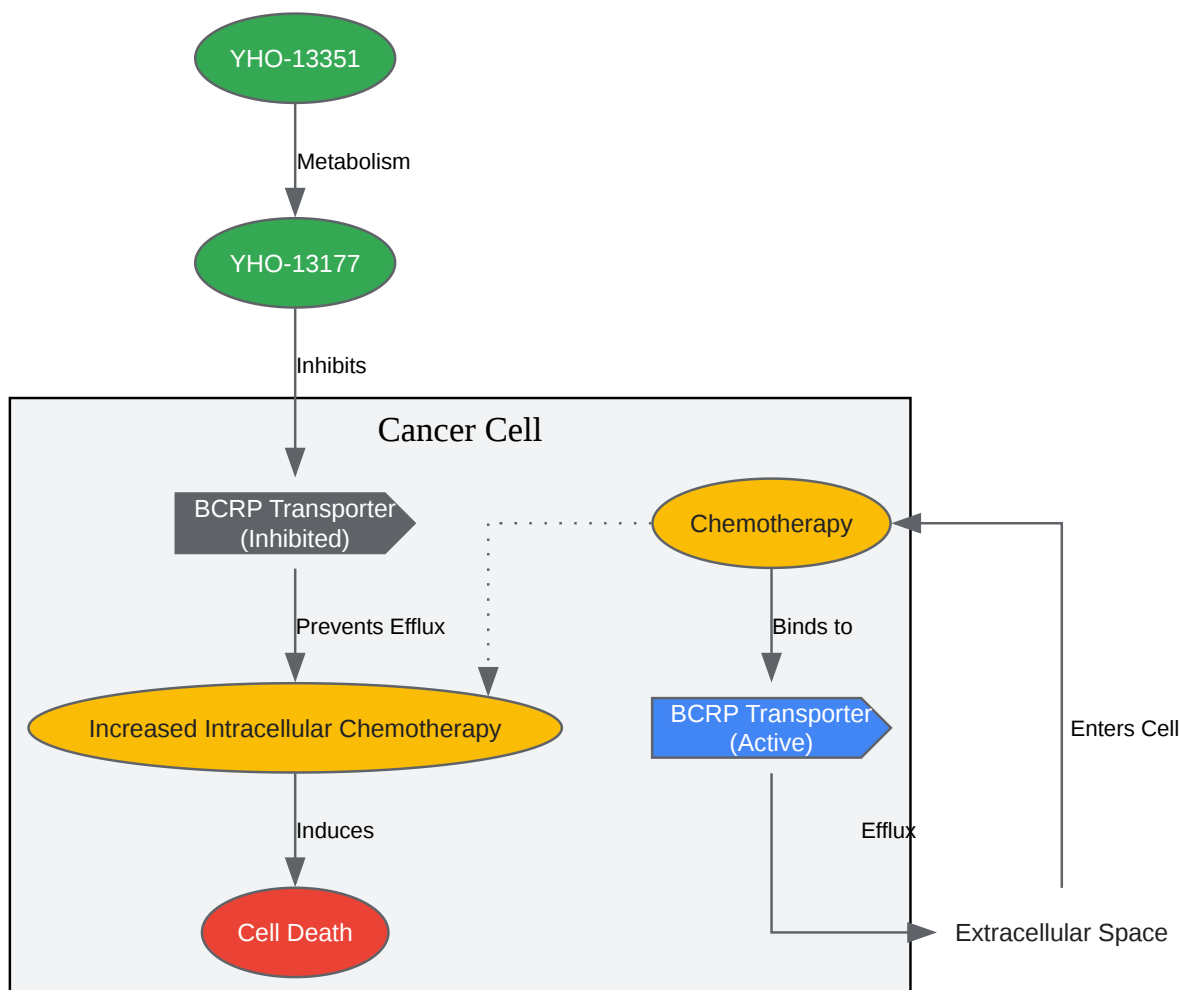 YHO-13351
Metabolism
YHO-13177
Inhibits
Cancer Cell
BCRP Transporter
(Inhibited)
Chemotherapy
Prevents Efflux
Binds to
Increased Intracellular Chemotherapy
BCRP Transporter
(Active)
Enters Cell
Induces
Efflux
Cell Death
Extracellular Space